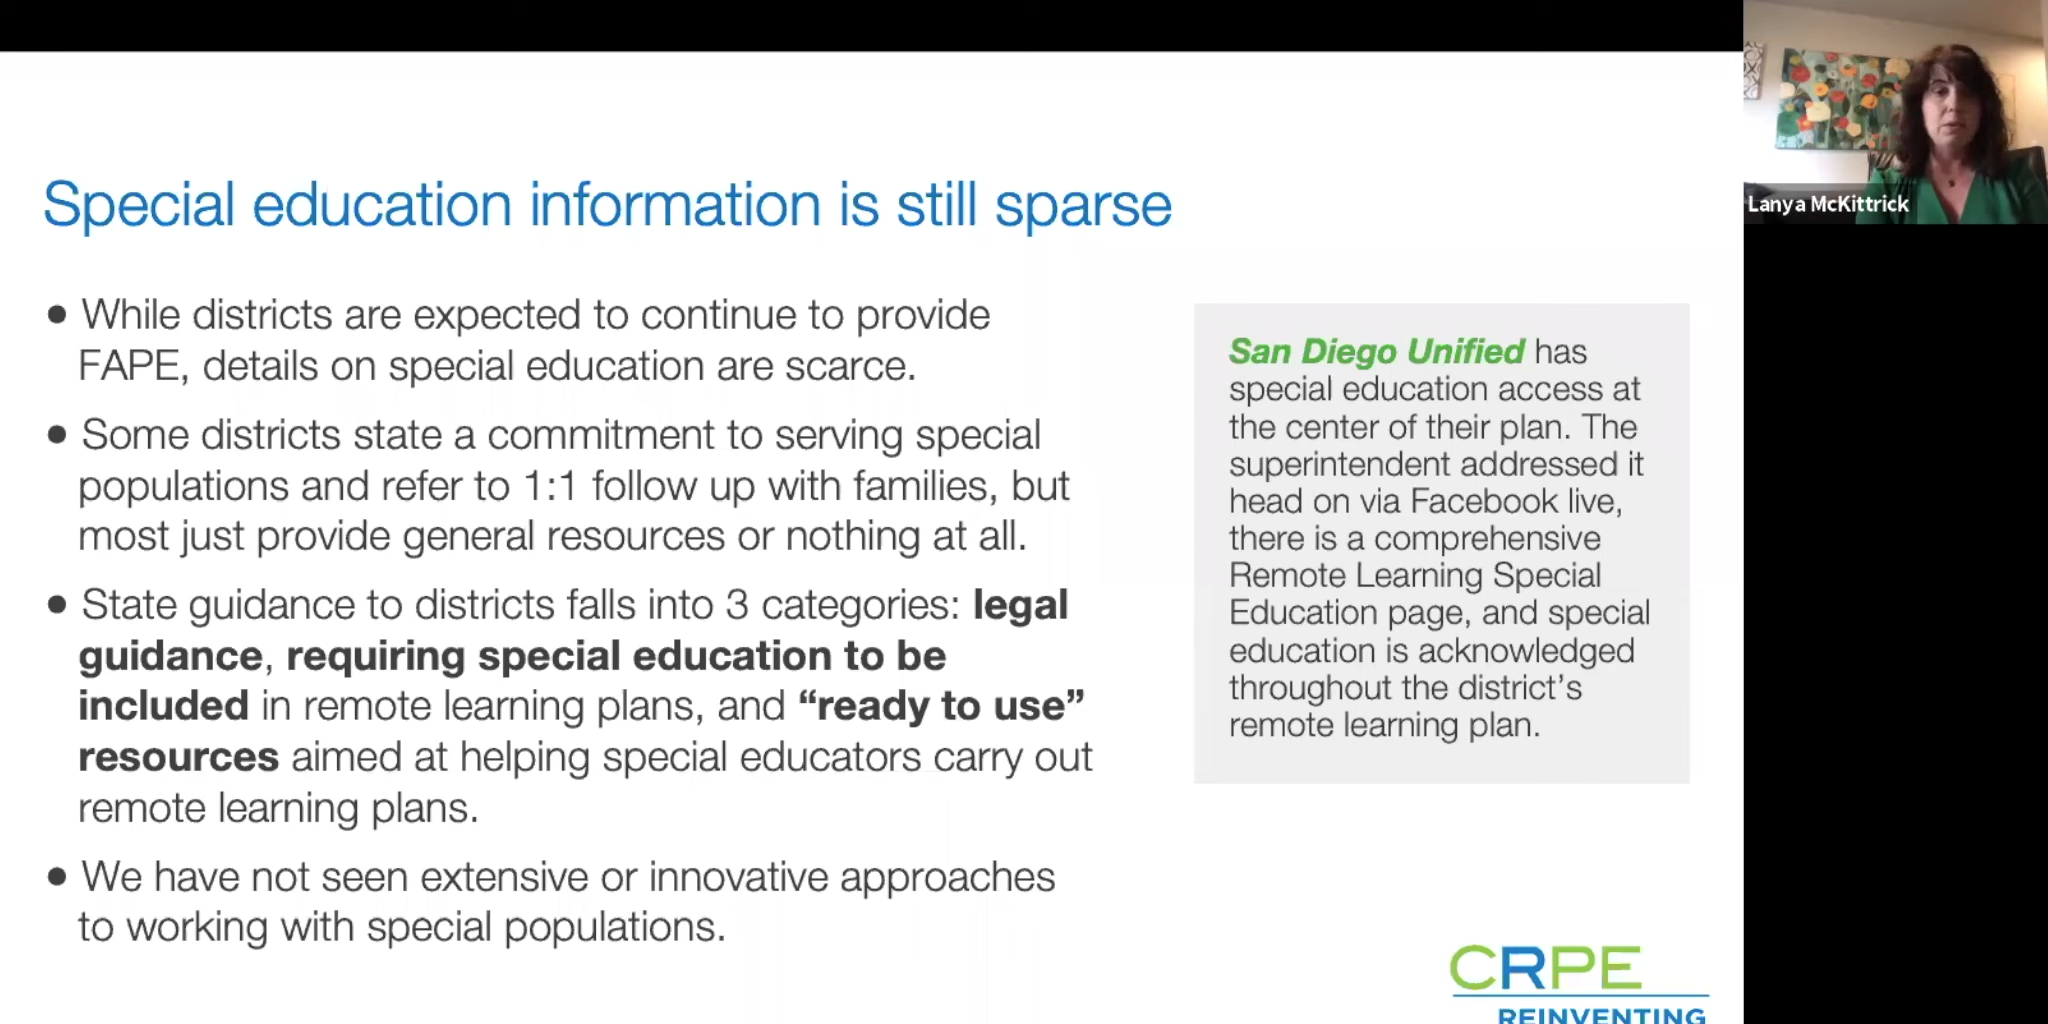 Special education information is still sparse
● While districts are expected to continue to provide
FAPE, details on special education are scarce.
● Some districts state a commitment to serving special
populations and refer to 1:1 follow up with families, but
most just provide general resources or nothing at all.
● State guidance to districts falls into 3 categories: legal
guidance, requiring special education to be
included in remote learning plans, and “ready to use”
resources aimed at helping special educators carry out
remote learning plans.
● We have not seen extensive or innovative approaches
to working with special populations.
San Diego Unified has
special education access at
the center of their plan. The
superintendent addressed it
head on via Facebook live,
there is a comprehensive
Remote Learning Special
Education page, and special
education is acknowledged
throughout the district’s
remote learning plan.
CRPE
REINVENTING
Lanya McKittrick